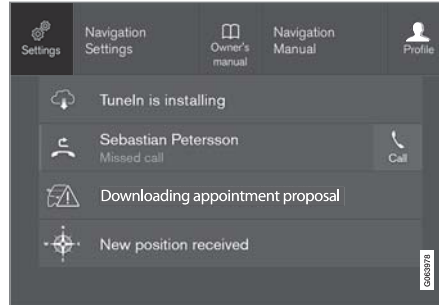 Settings
Navigation
Settings
Owner's
manual
Navigation
Manual
Profile
TuneIn is installing
Sebastian Petersson
Missed call
Call
Downloading appointment proposal
New position received
G063978